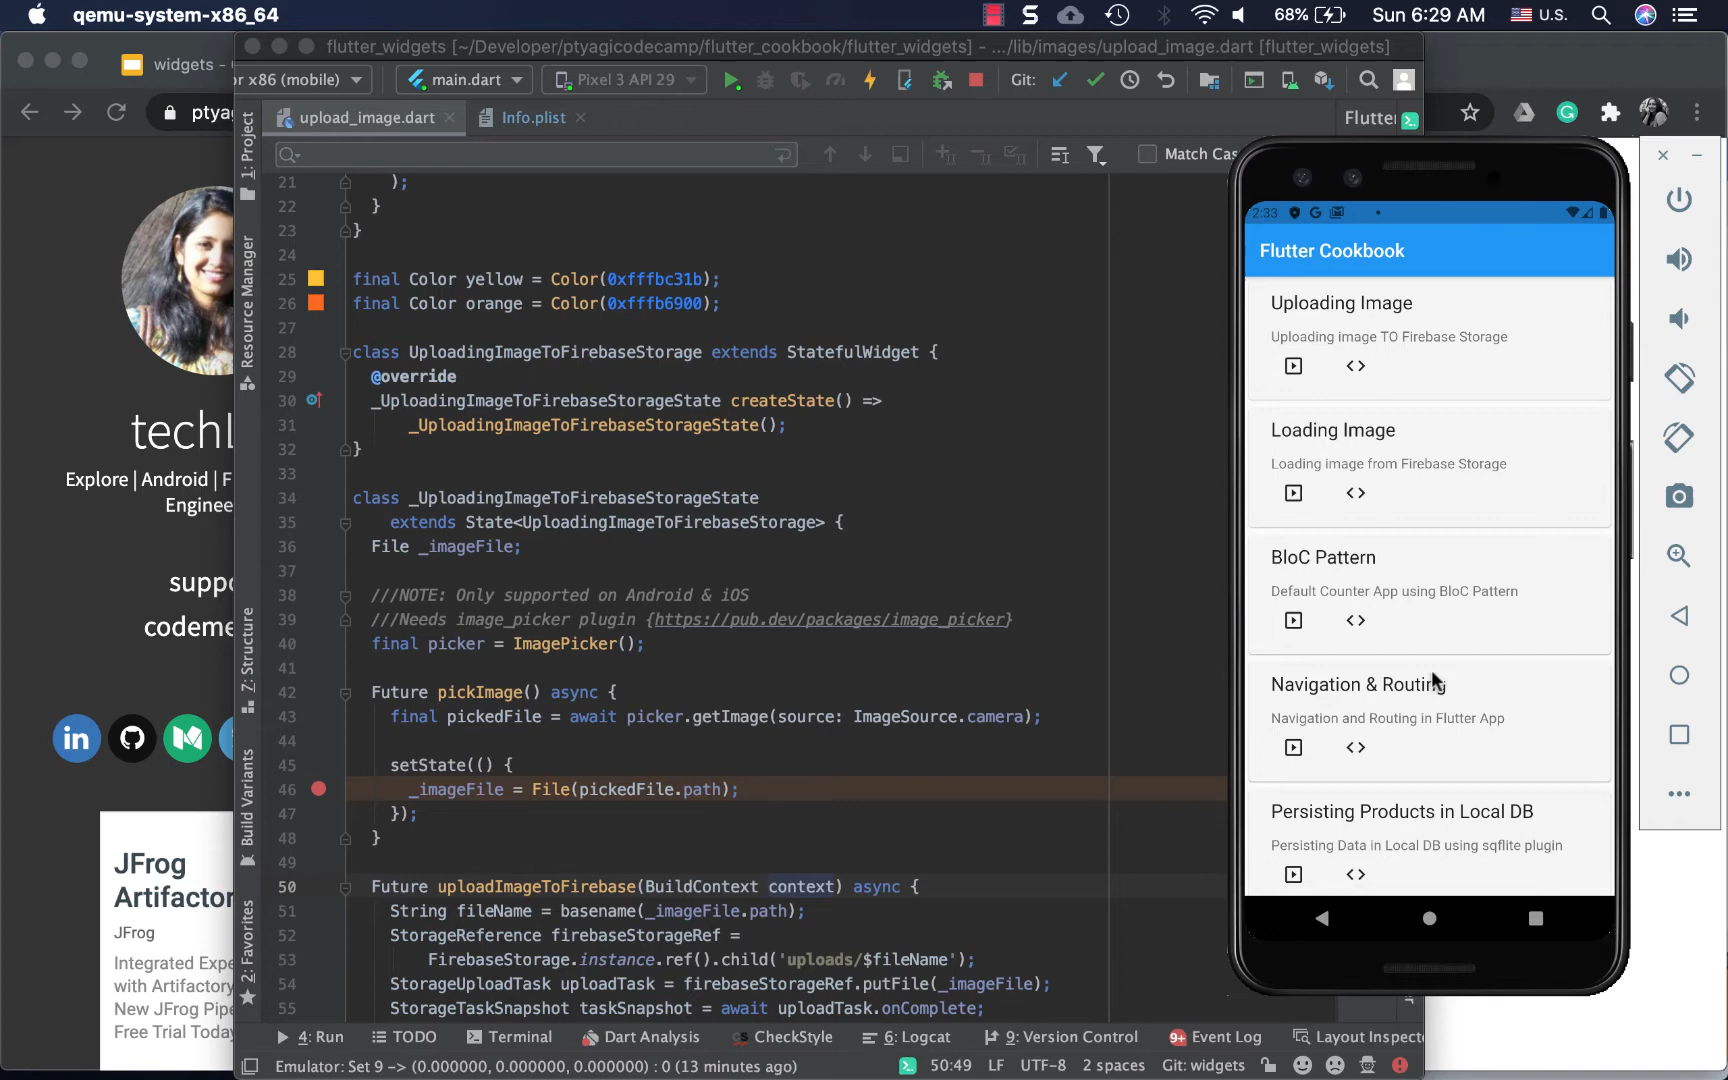 qemu-system-x86_64
68%
Sun 6:29 AM
U.S.
widgets -
flutter_widgets [~/Developer/ptyagicodecamp/flutter_cookbook/flutter_widgets] - .../lib/images/upload_image.dart [flutter_widgets]
or x86 (mobile)
main.dart
Pixel 3 API 29
Git:
ptyag
upload_image.dart
Info.plist
Flutter
Match Cas
1: Project
Resource Manager
Z: Structure
Build Variants
2: Favorites
21 );
22 }
23 }
24
25 final Color yellow = Color(0xfffbc31b);
26 final Color orange = Color(0xfffb6900);
27
28 class UploadingImageToFirebaseStorage extends StatefulWidget {
29 @override
30 _UploadingImageToFirebaseStorageState createState() =>
31 _UploadingImageToFirebaseStorageState();
32 }
33
34 class _UploadingImageToFirebaseStorageState
35 extends State<UploadingImageToFirebaseStorage> {
36 File _imageFile;
37
38 ///NOTE: Only supported on Android & iOS
39 ///Needs image_picker plugin {https://pub.dev/packages/image_picker}
40 final picker = ImagePicker();
41
42 Future pickImage() async {
43 final pickedFile = await picker.getImage(source: ImageSource.camera);
44
45 setState(() {
46 _imageFile = File(pickedFile.path);
47 });
48 }
49
50 Future uploadImageToFirebase(BuildContext context) async {
51 String fileName = basename(_imageFile.path);
52 StorageReference firebaseStorageRef =
53 FirebaseStorage.instance.ref().child('uploads/$fileName');
54 StorageUploadTask uploadTask = firebaseStorageRef.putFile(_imageFile);
55 StorageTaskSnapshot taskSnapshot = await uploadTask.onComplete;
4: Run
TODO
Terminal
Dart Analysis
CheckStyle
6: Logcat
9: Version Control
9+ Event Log
Layout Inspect
Emulator: Set 9 -> (0.000000, 0.000000, 0.000000) : 0 (13 minutes ago)
50:49
LF
UTF-8
2 spaces
Git: widgets
techL
Explore | Android | F
Enginee
suppo
codeme
in
JFrog
Artifactor
JFrog
Integrated Expe
with Artifactory
New JFrog Pipe
Free Trial Today
2:33
Flutter Cookbook
Uploading Image
Uploading image TO Firebase Storage
Loading Image
Loading image from Firebase Storage
BloC Pattern
Default Counter App using BloC Pattern
Navigation & Routing
Navigation and Routing in Flutter App
Persisting Products in Local DB
Persisting Data in Local DB using sqflite plugin